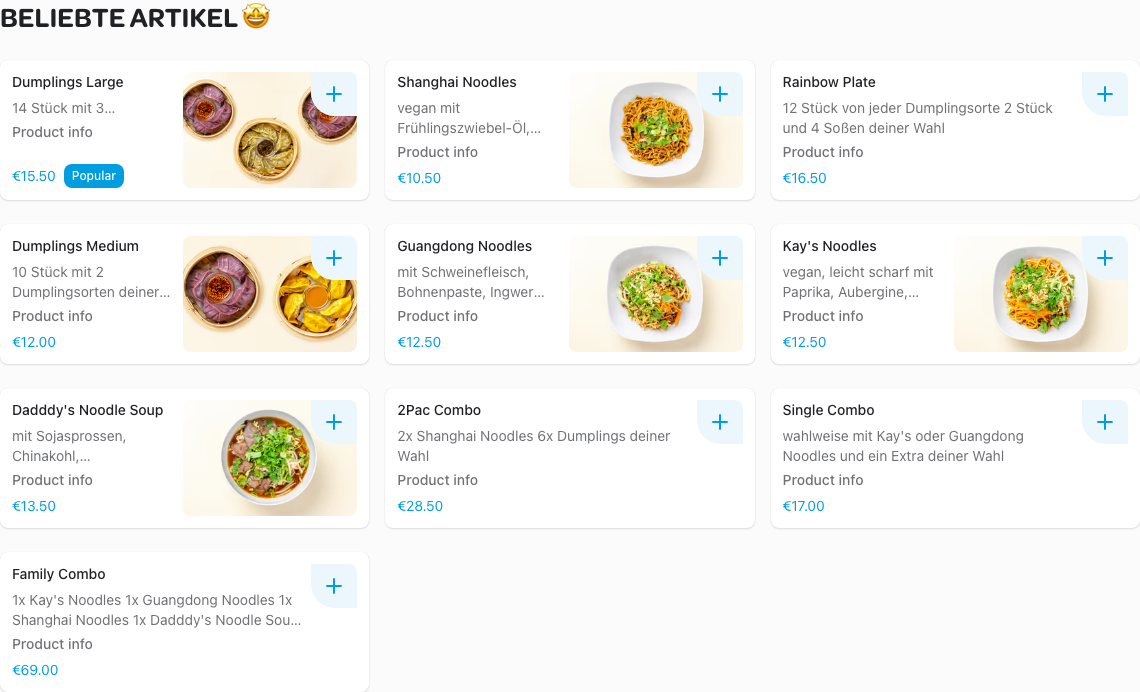 BELIEBTE ARTIKEL 🤩
Dumplings Large
14 Stück mit 3...
Product info
€15.50 Popular
Shanghai Noodles
vegan mit
Frühlingszwiebel-Öl,...
Product info
€10.50
Rainbow Plate
12 Stück von jeder Dumplingsorte 2 Stück
und 4 Soßen deiner Wahl
Product info
€16.50
Dumplings Medium
10 Stück mit 2
Dumplingsorten deiner...
Product info
€12.00
Guangdong Noodles
mit Schweinefleisch,
Bohnenpaste, Ingwer...
Product info
€12.50
Kay's Noodles
vegan, leicht scharf mit
Paprika, Aubergine,...
Product info
€12.50
Dadddy's Noodle Soup
mit Sojasprossen,
Chinakohl,...
Product info
€13.50
2Pac Combo
2x Shanghai Noodles 6x Dumplings deiner
Wahl
Product info
€28.50
Single Combo
wahlweise mit Kay's oder Guangdong
Noodles und ein Extra deiner Wahl
Product info
€17.00
Family Combo
1x Kay's Noodles 1x Guangdong Noodles 1x
Shanghai Noodles 1x Dadddy's Noodle Sou...
Product info
€69.00